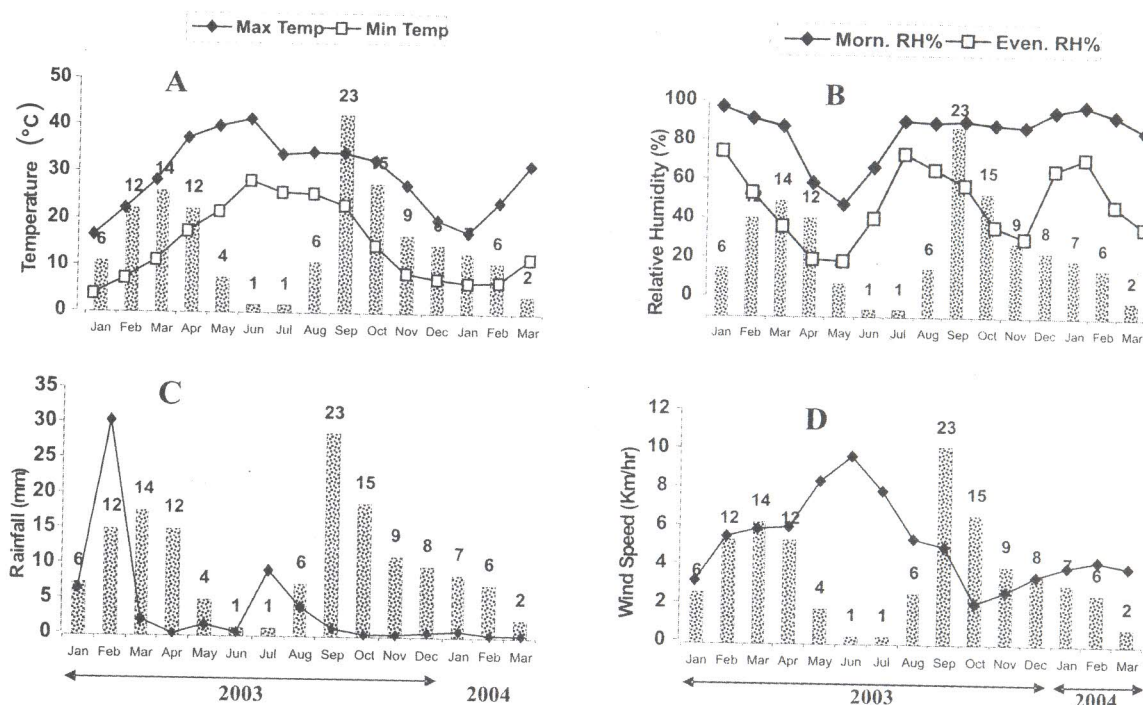 Max Temp Min Temp
Morn. RH% Even. RH%
A
Temperature (°C)
50
40
30
20
10
0
6 12 14 12 4 1 1 6 23 15 9 8 7 6 2
Jan Feb Mar Apr May Jun Jul Aug Sep Oct Nov Dec Jan Feb Mar
B
Relative Humidity (%)
100
80
60
40
20
0
6 14 12 1 1 6 23 15 9 8 7 6 2
Jan Feb Mar Apr May Jun Jul Aug Sep Oct Nov Dec Jan Feb Mar
C
Rainfall (mm)
35
30
25
20
15
10
5
0
6 12 14 12 4 1 1 6 23 15 9 8 7 6 2
Jan Feb Mar Apr May Jun Jul Aug Sep Oct Nov Dec Jan Feb Mar
2003 2004
D
Wind Speed (Km/hr)
12
10
8
6
4
2
0
6 12 14 12 4 1 1 6 23 15 9 8 7 6 2
Jan Feb Mar Apr May Jun Jul Aug Sep Oct Nov Dec Jan Feb Mar
2003 2004